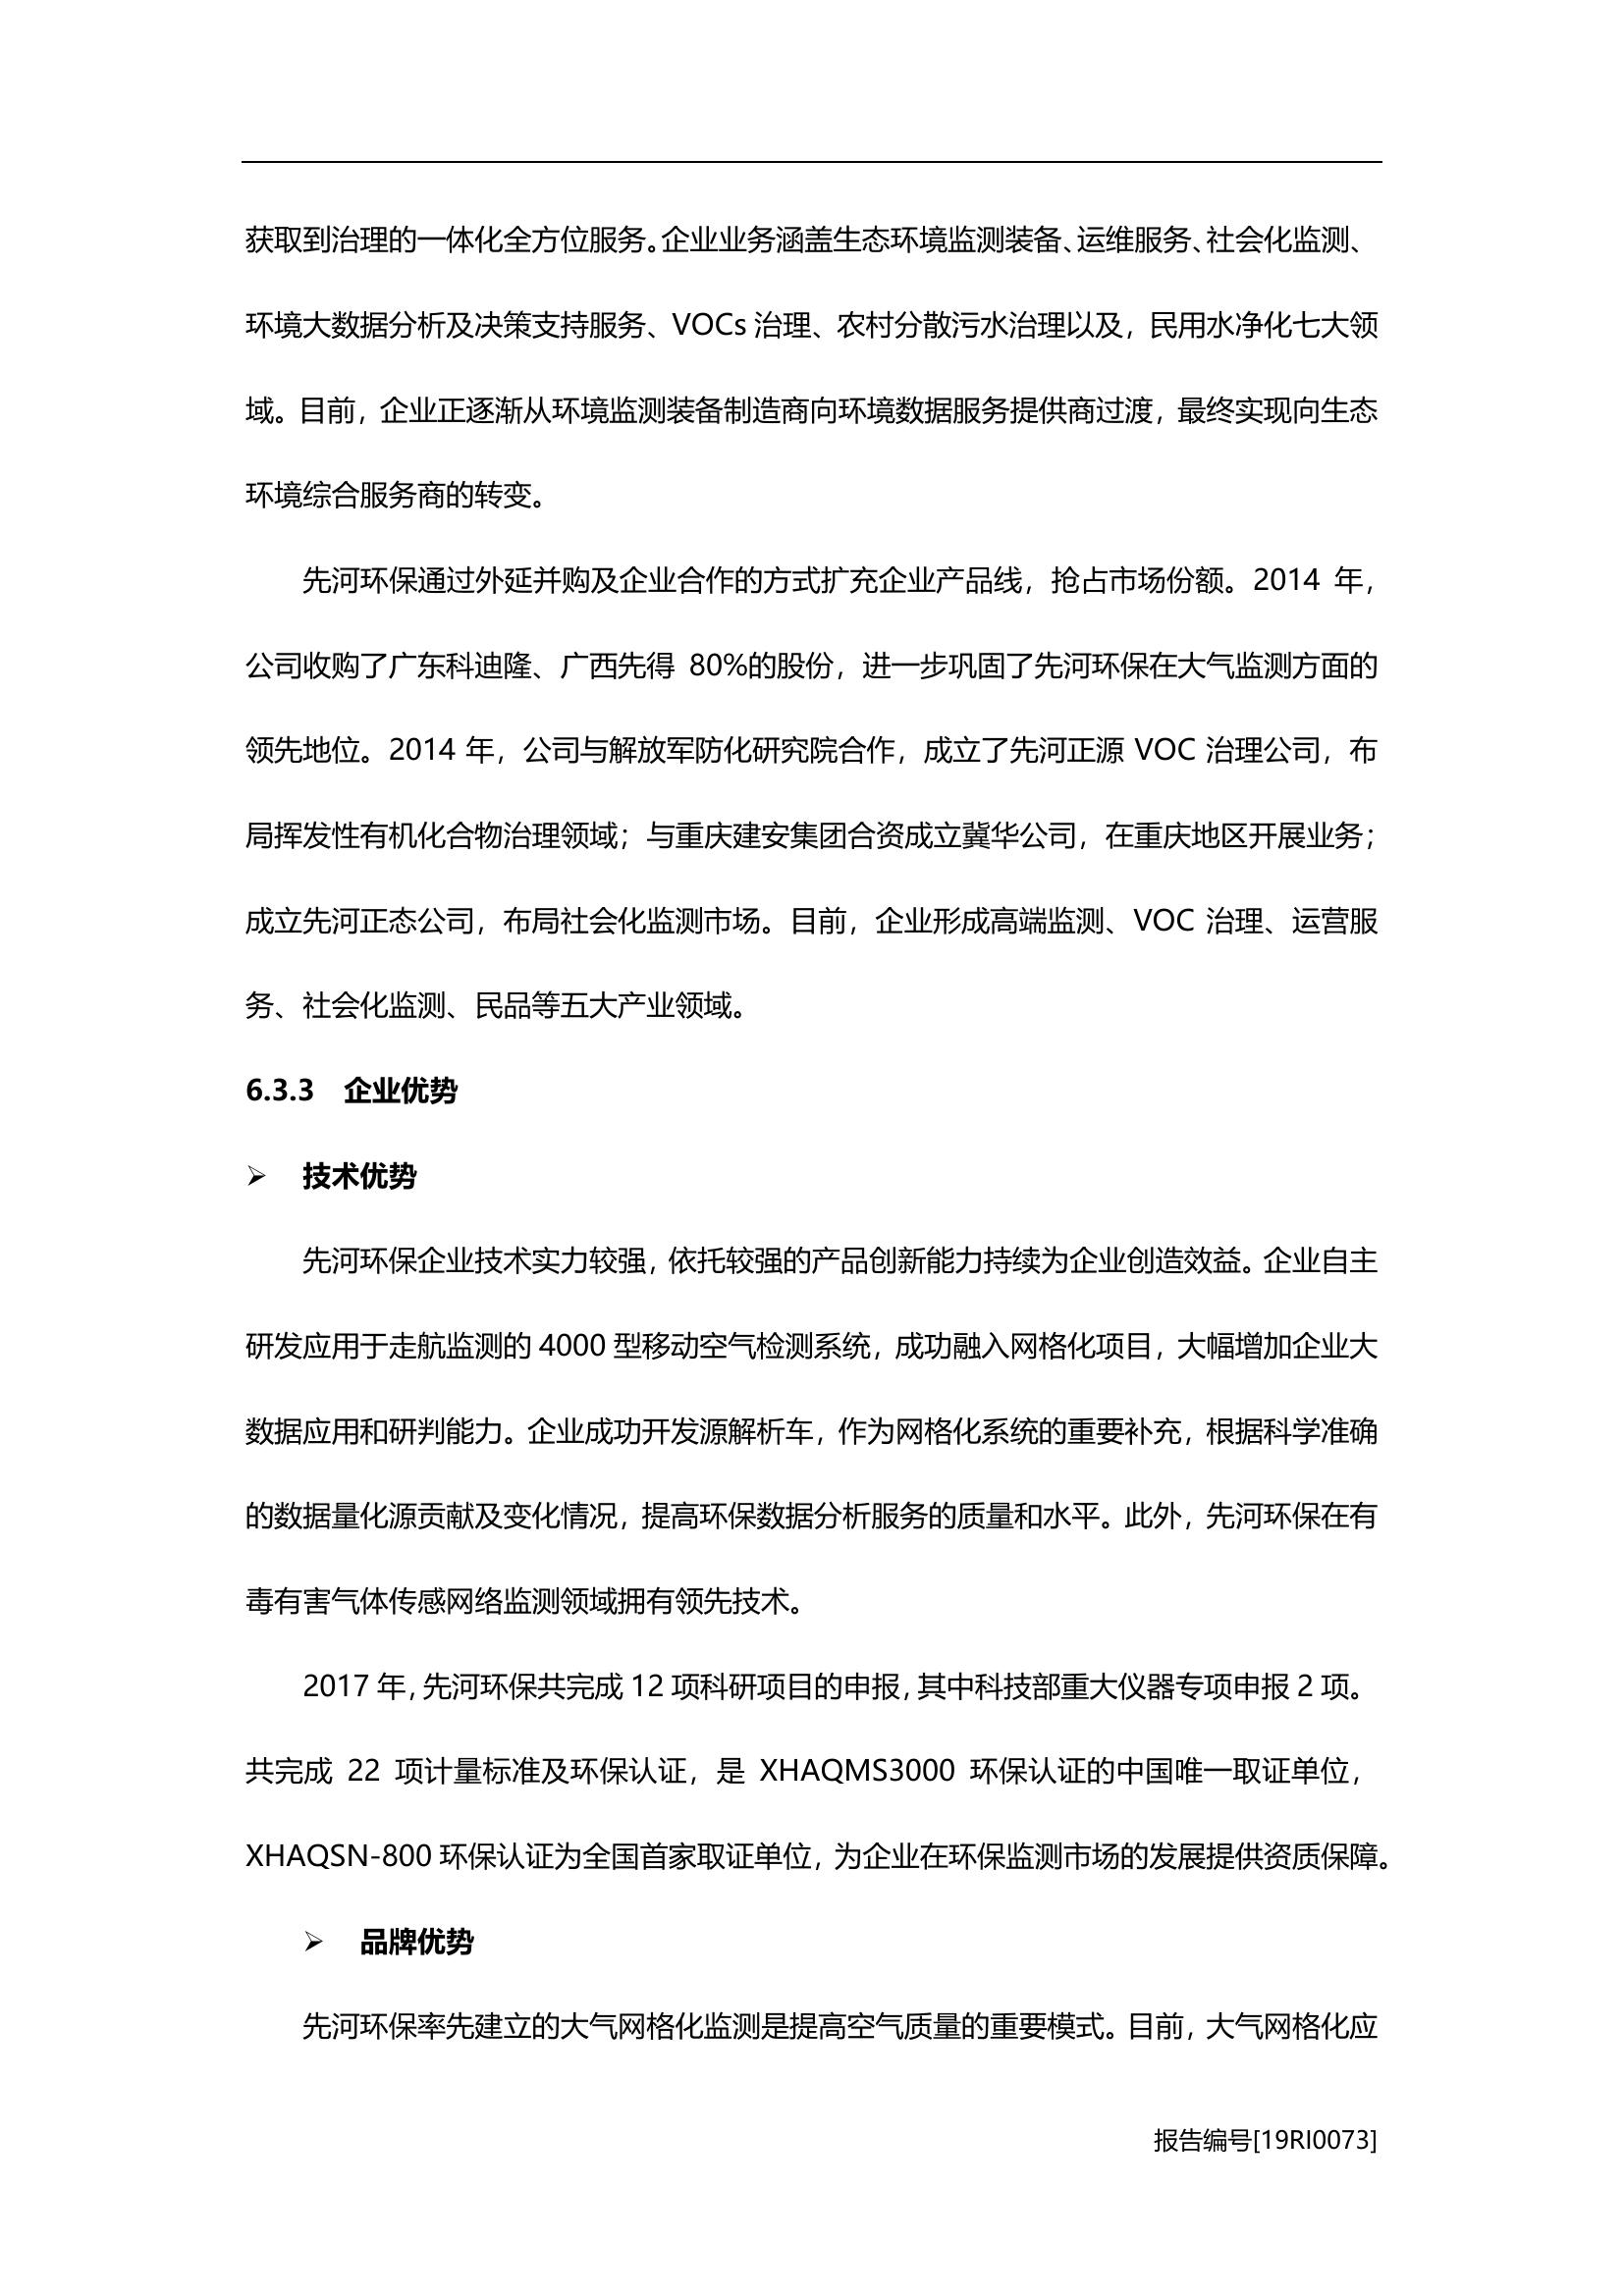 获取到治理的一体化全方位服务。企业业务涵盖生态环境监测装备、运维服务、社会化监测、
环境大数据分析及决策支持服务、VOCs 治理、农村分散污水治理以及，民用水净化七大领
域。目前，企业正逐渐从环境监测装备制造商向环境数据服务提供商过渡，最终实现向生态
环境综合服务商的转变。
先河环保通过外延并购及企业合作的方式扩充企业产品线，抢占市场份额。2014 年，
公司收购了广东科迪隆、广西先得 80%的股份，进一步巩固了先河环保在大气监测方面的
领先地位。2014 年，公司与解放军防化研究院合作，成立了先河正源 VOC 治理公司，布
局挥发性有机化合物治理领域；与重庆建安集团合资成立冀华公司，在重庆地区开展业务；
成立先河正态公司，布局社会化监测市场。目前，企业形成高端监测、VOC 治理、运营服
务、社会化监测、民品等五大产业领域。
6.3.3 企业优势
➢ 技术优势
先河环保企业技术实力较强，依托较强的产品创新能力持续为企业创造效益。企业自主
研发应用于走航监测的 4000 型移动空气检测系统，成功融入网格化项目，大幅增加企业大
数据应用和研判能力。企业成功开发源解析车，作为网格化系统的重要补充，根据科学准确
的数据量化源贡献及变化情况，提高环保数据分析服务的质量和水平。此外，先河环保在有
毒有害气体传感网络监测领域拥有领先技术。
2017 年，先河环保共完成 12 项科研项目的申报，其中科技部重大仪器专项申报 2 项。
共完成 22 项计量标准及环保认证，是 XHAQMS3000 环保认证的中国唯一取证单位，
XHAQSN-800 环保认证为全国首家取证单位，为企业在环保监测市场的发展提供资质保障。
➢ 品牌优势
先河环保率先建立的大气网格化监测是提高空气质量的重要模式。目前，大气网格化应
报告编号[19RI0073]